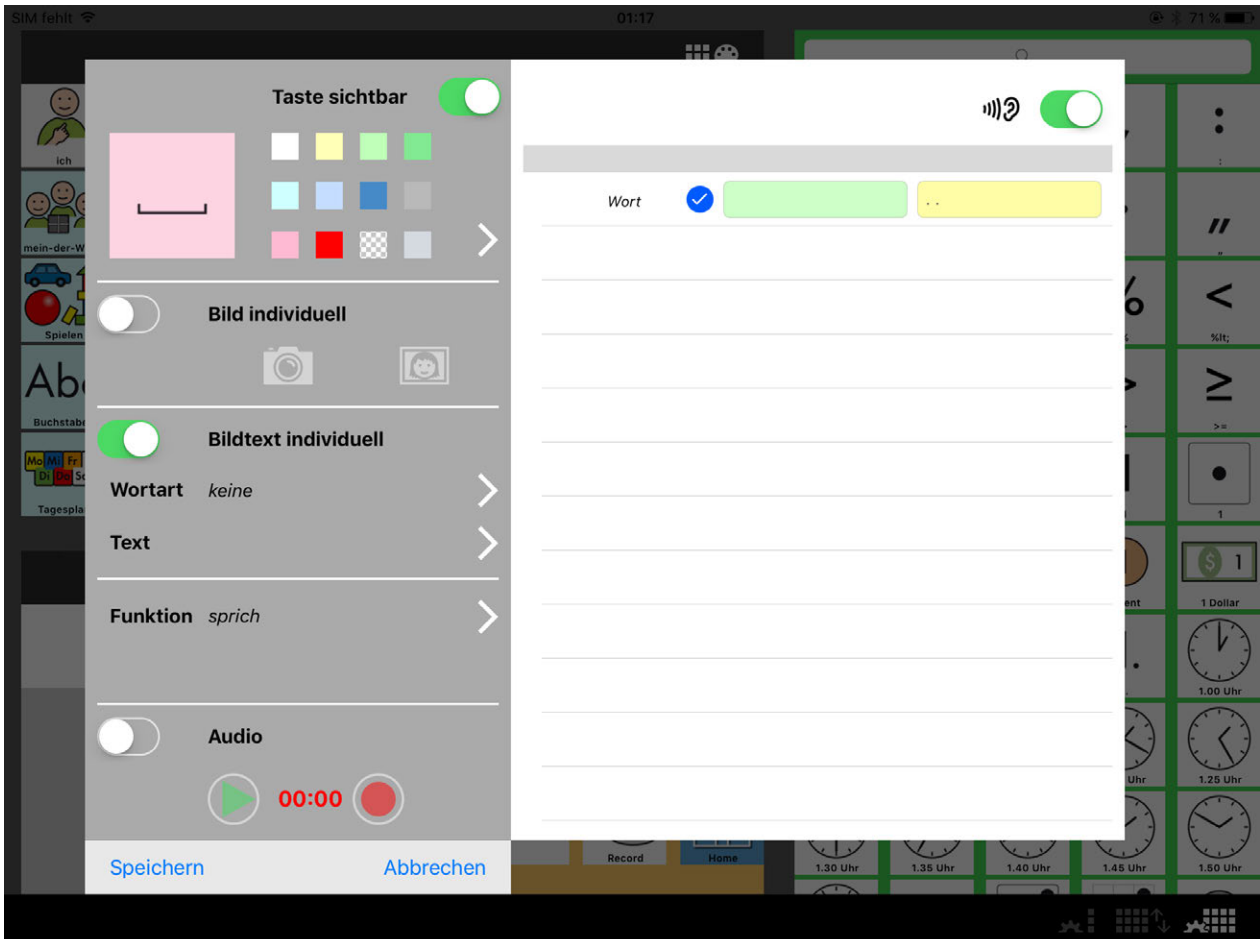 SIM fehlt
01:17
71 %
Taste sichtbar
Bild individuell
Bildtext individuell
Wortart keine
Text
Funktion sprich
Audio
00:00
Speichern
Abbrechen
Wort
. .
ich
mein-der-W
Spielen
Abc
Buchstabe
Mo Mi Fr
Di Do So
Tagespla
Record
Home
:
:
„
„
<
%lt;
≥
>=
1
$ 1
1 Dollar
1.00 Uhr
Uhr
1.25 Uhr
1.30 Uhr
1.35 Uhr
1.40 Uhr
1.45 Uhr
1.50 Uhr